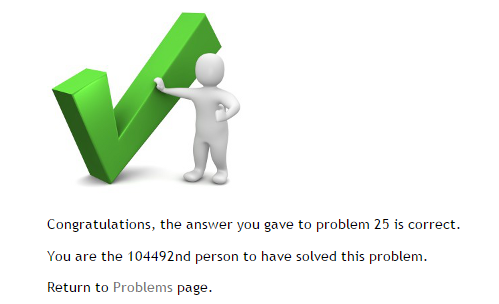 Congratulations, the answer you gave to problem 25 is correct.
You are the 104492nd person to have solved this problem.
Return to Problems page.